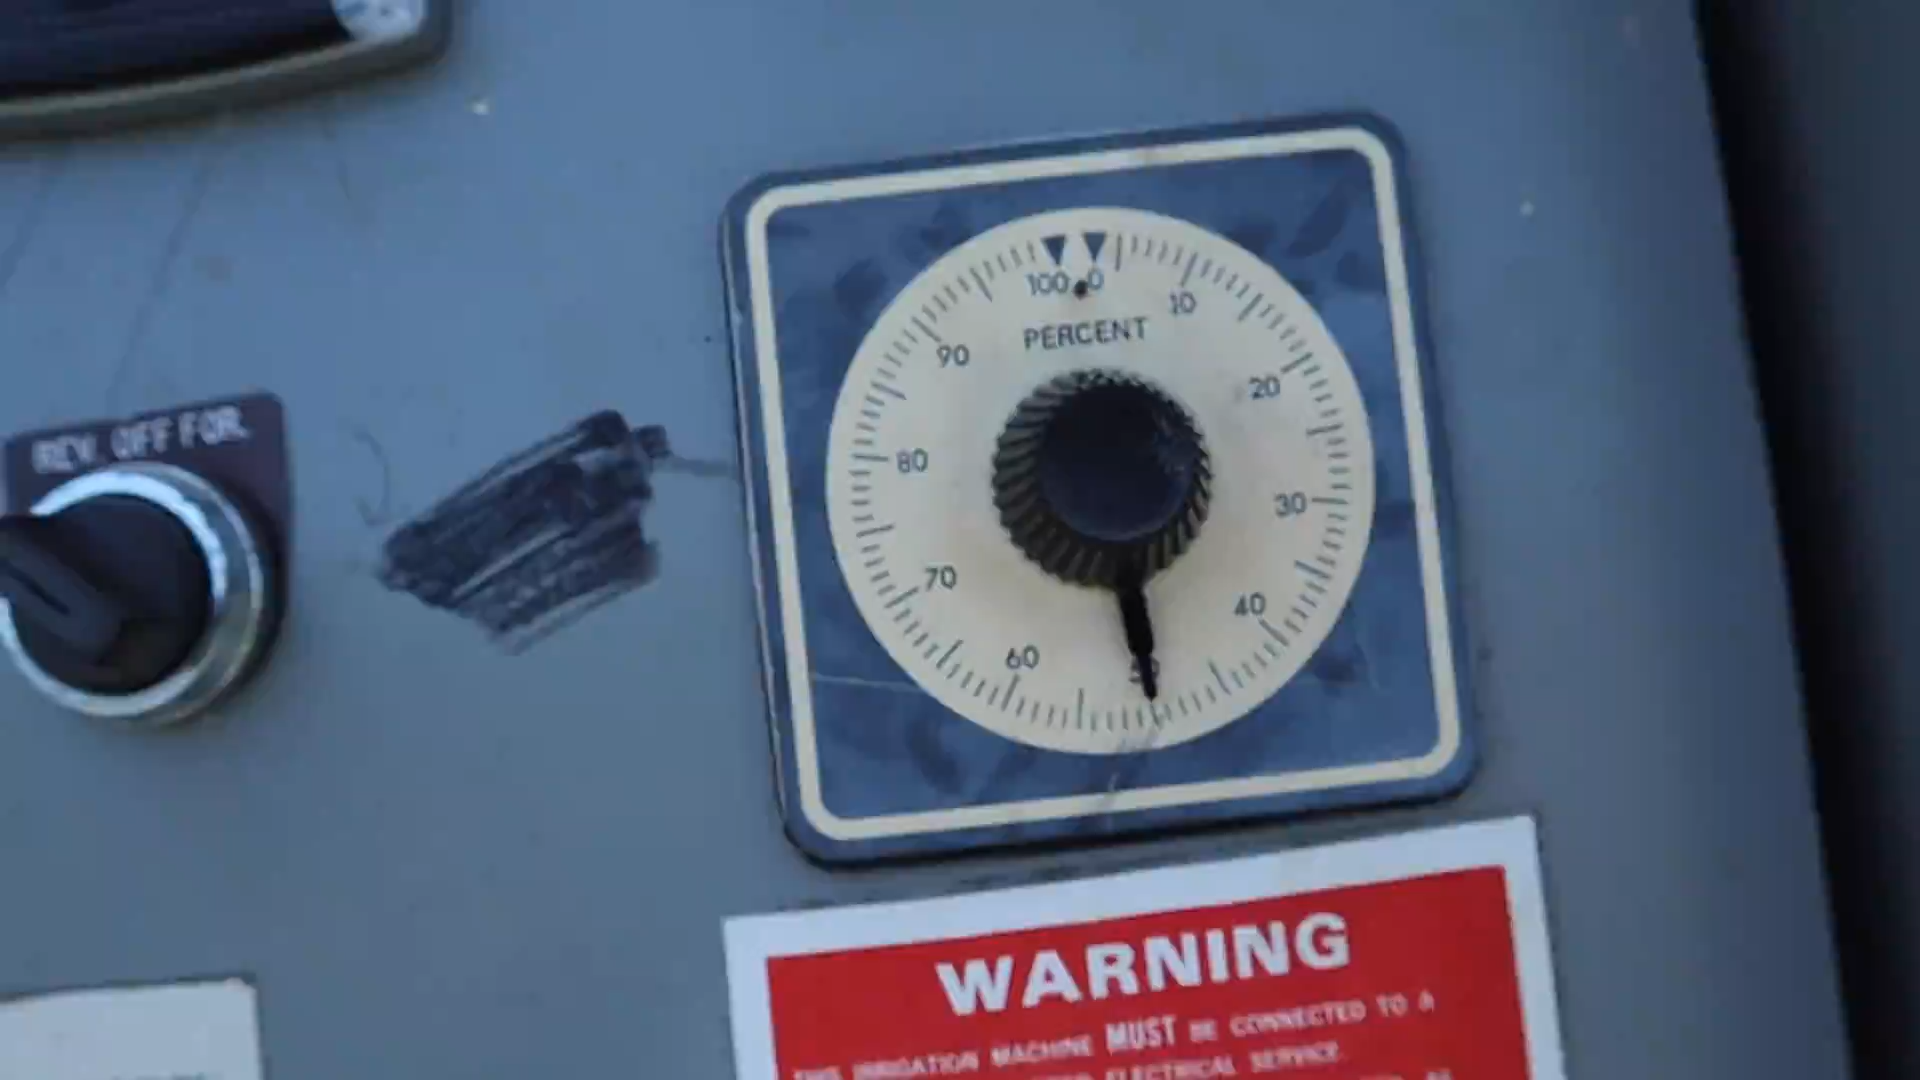 REV. OFF FOR.
100 0
10
20
30
40
60
70
80
90
PERCENT
WARNING
THIS IRRIGATION MACHINE MUST BE CONNECTED TO A
ELECTRICAL SERVICE.